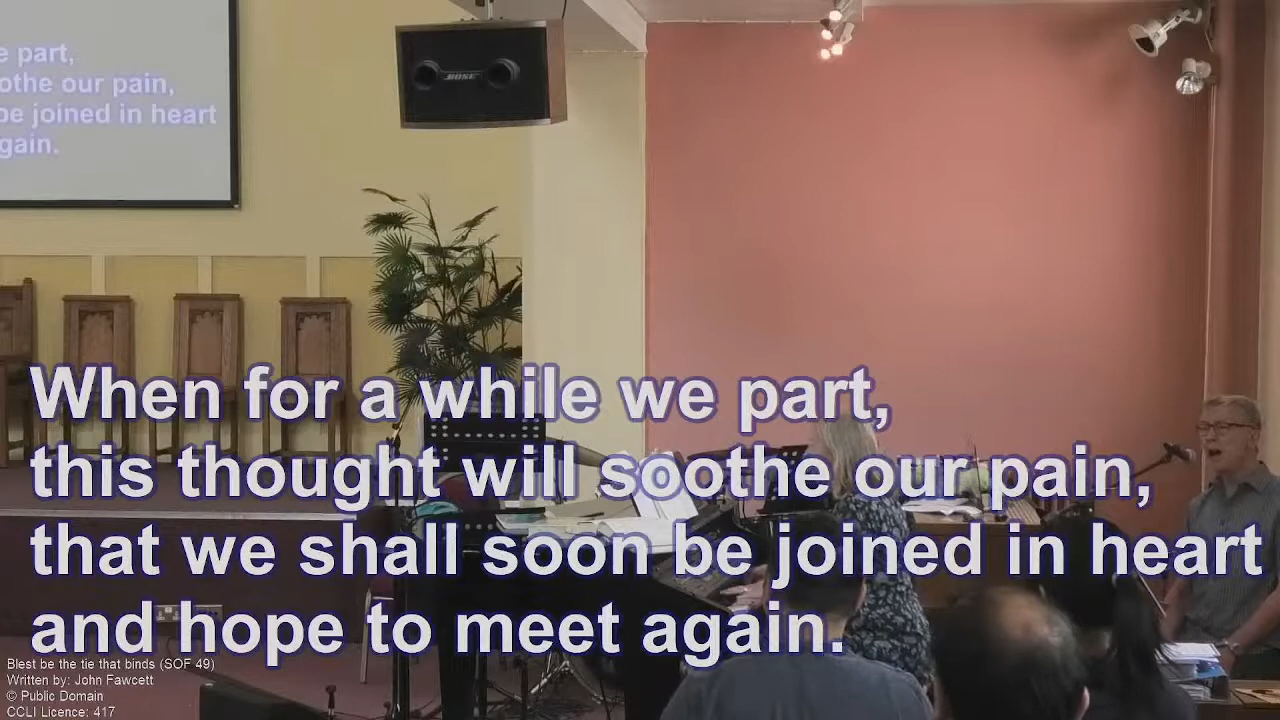 e part,
othe our pain,
be joined in heart
gain.
BOSE
When for a while we part,
this thought will soothe our pain,
that we shall soon be joined in heart
and hope to meet again.
Blest be the tie that binds (SOF 49)
Written by: John Fawcett
© Public Domain
CCLI Licence: 417